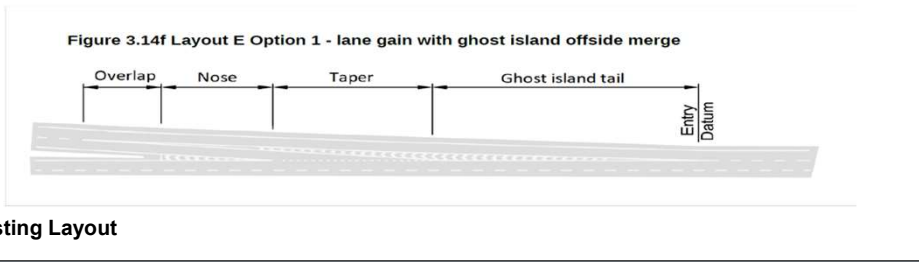 Figure 3.14f Layout E Option 1 - lane gain with ghost island offside merge
Overlap Nose Taper Ghost island tail
Entry
Datum
sting Layout